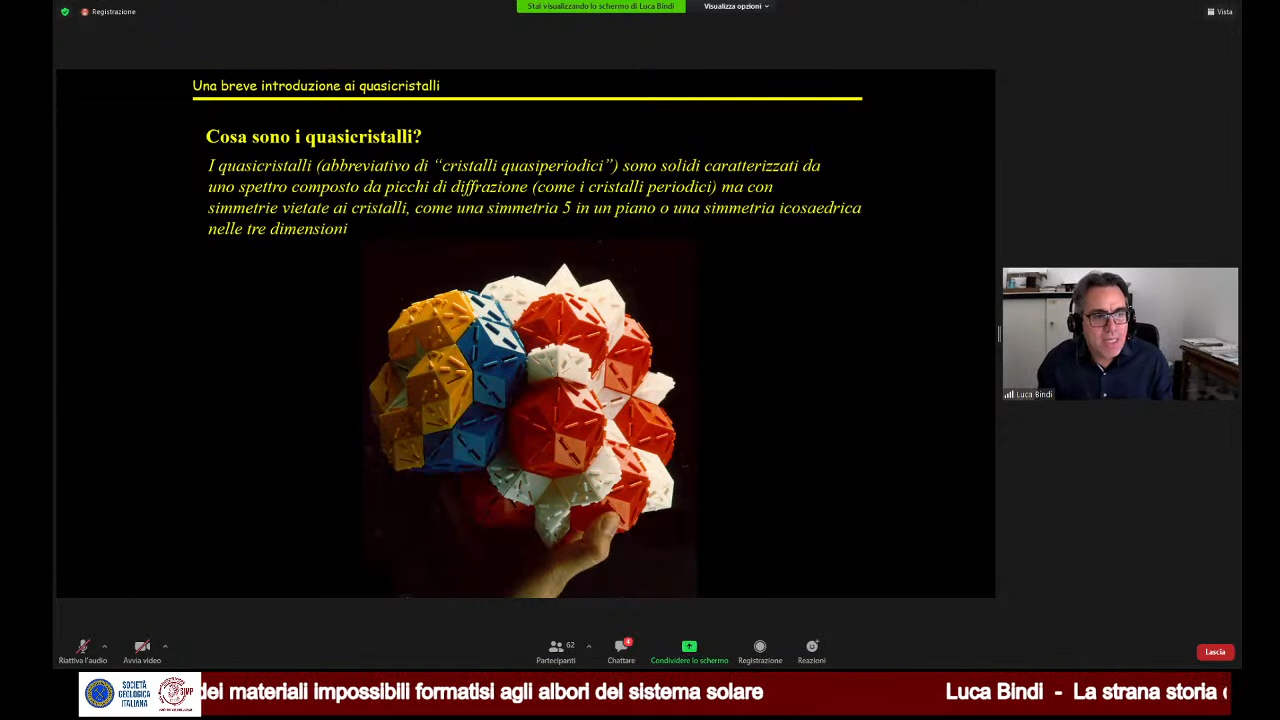 Registrazione
Stai visualizzando lo schermo di Luca Bindi
Visualizza opzioni
Vista
Una breve introduzione ai quasicristalli
Cosa sono i quasicristalli?
I quasicristalli (abbreviativo di “cristalli quasiperiodici”) sono solidi caratterizzati da
uno spettro composto da picchi di diffrazione (come i cristalli periodici) ma con
simmetrie vietate ai cristalli, come una simmetria 5 in un piano o una simmetria icosaedrica
nelle tre dimensioni
Luca Bindi
Riattiva l'audio
Avvia video
62
Partecipanti
4
Chattare
Condividere lo schermo
Registrazione
Reazioni
Lascia
SOCIETÀ
GEOLOGICA
ITALIANA
dei materiali impossibili formatisi agli albori del sistema solare
Luca Bindi - La strana storia